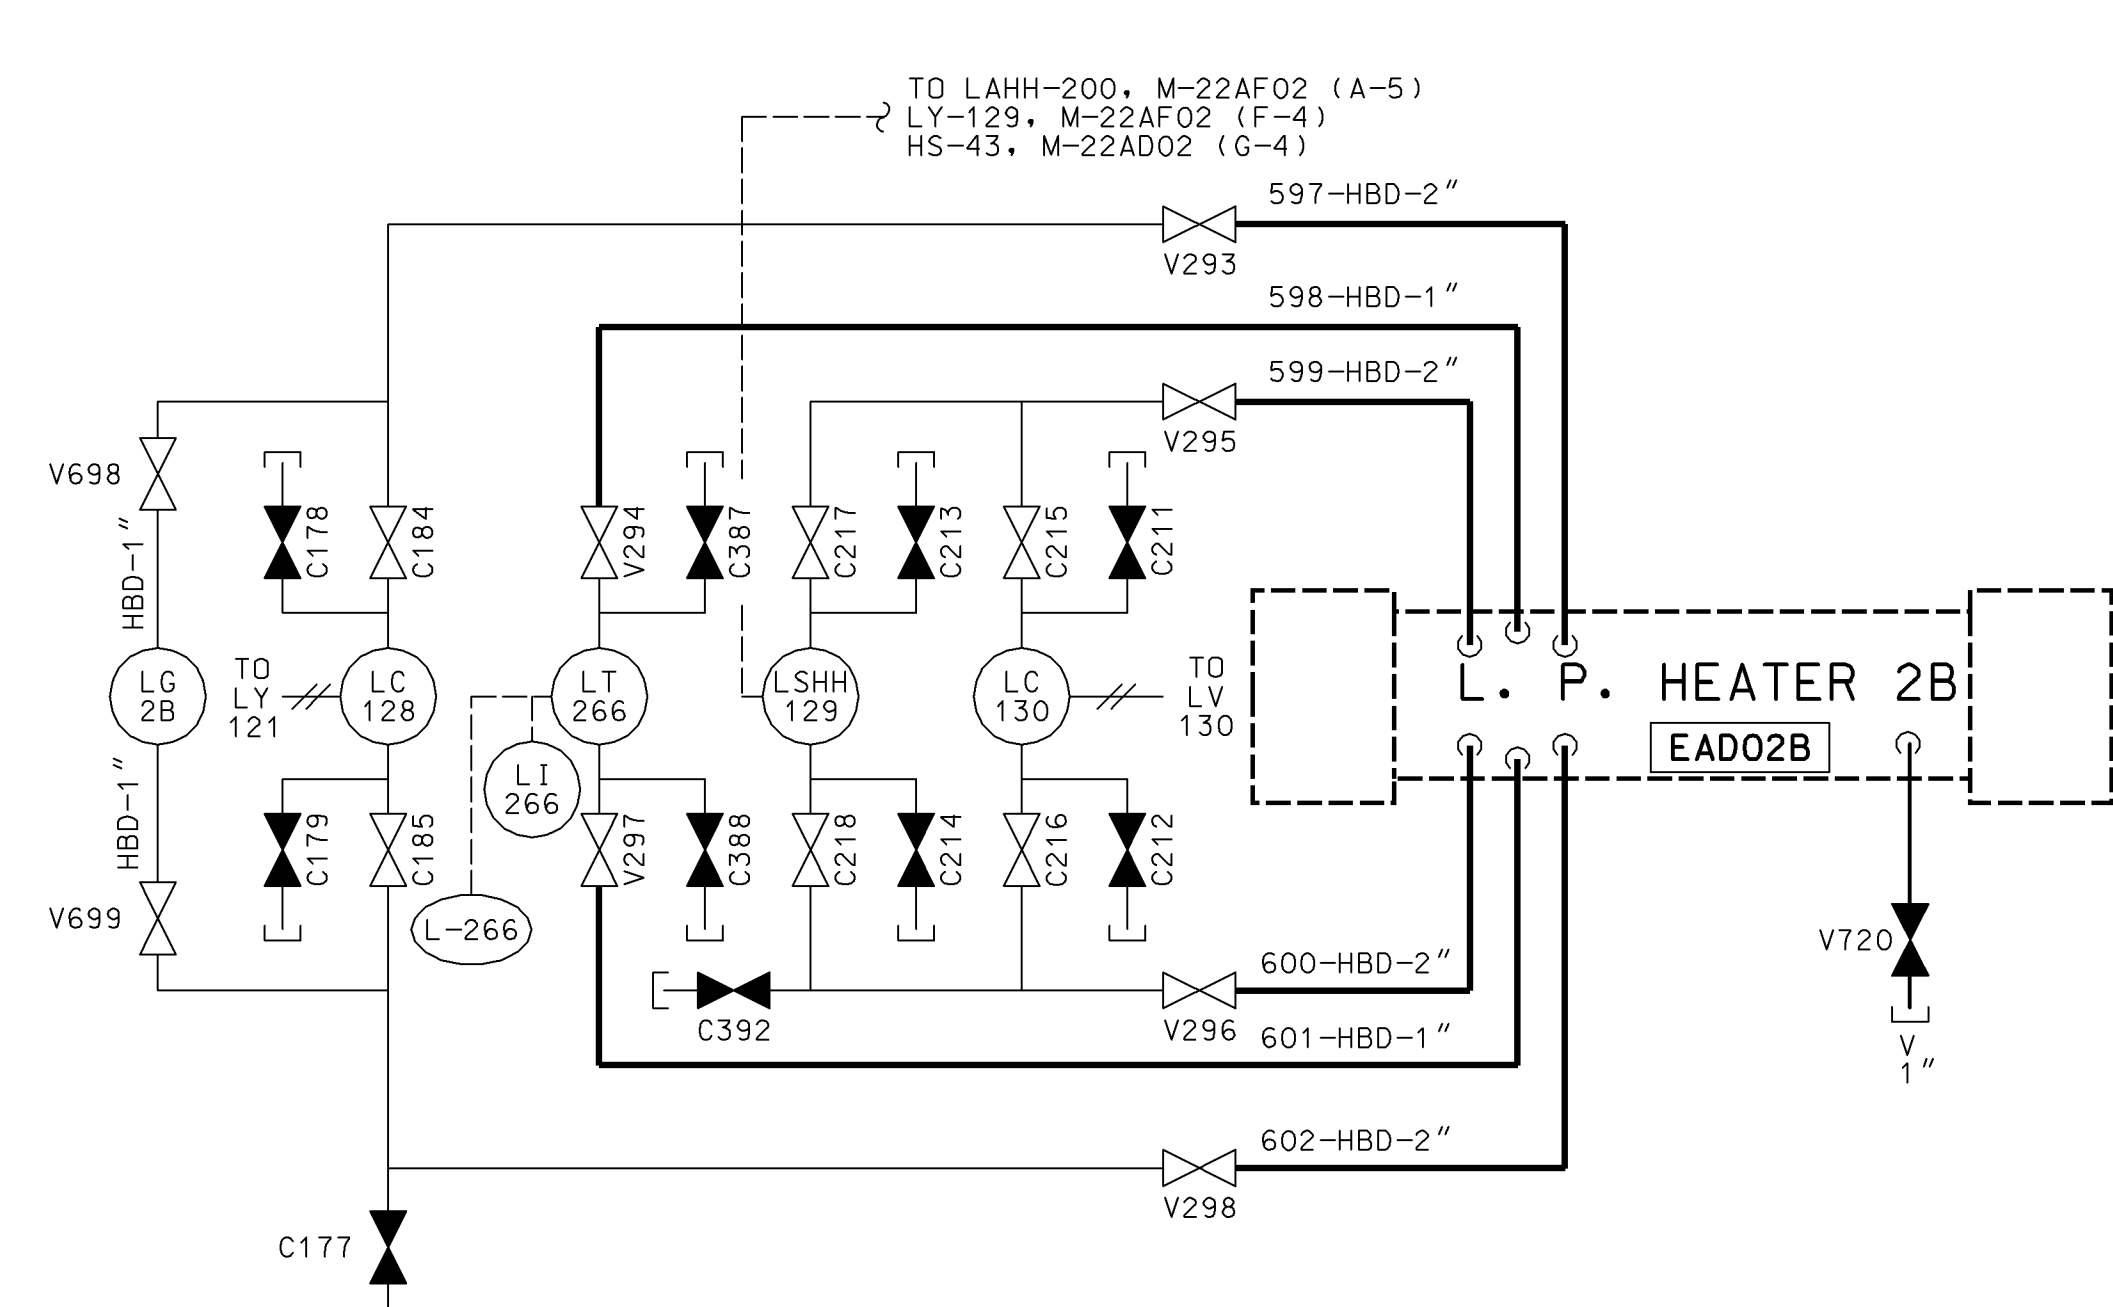 TO LAHH-200, M-22AF02 (A-5)
LY-129, M-22AF02 (F-4)
HS-43, M-22AD02 (G-4)
597-HBD-2"
V293
598-HBD-1"
599-HBD-2"
V295
V698
HBD-1"
C178
C184
V294
C387
C217
C213
C215
C211
LG
2B
TO
LY
121
LC
128
LT
266
LSHH
129
LC
130
TO
LV
130
L. P. HEATER 2B
EAD02B
LI
266
HBD-1"
C179
C185
V297
C388
C218
C214
C216
C212
V699
L-266
V720
600-HBD-2"
C392
V296
601-HBD-1"
V
1"
602-HBD-2"
V298
C177